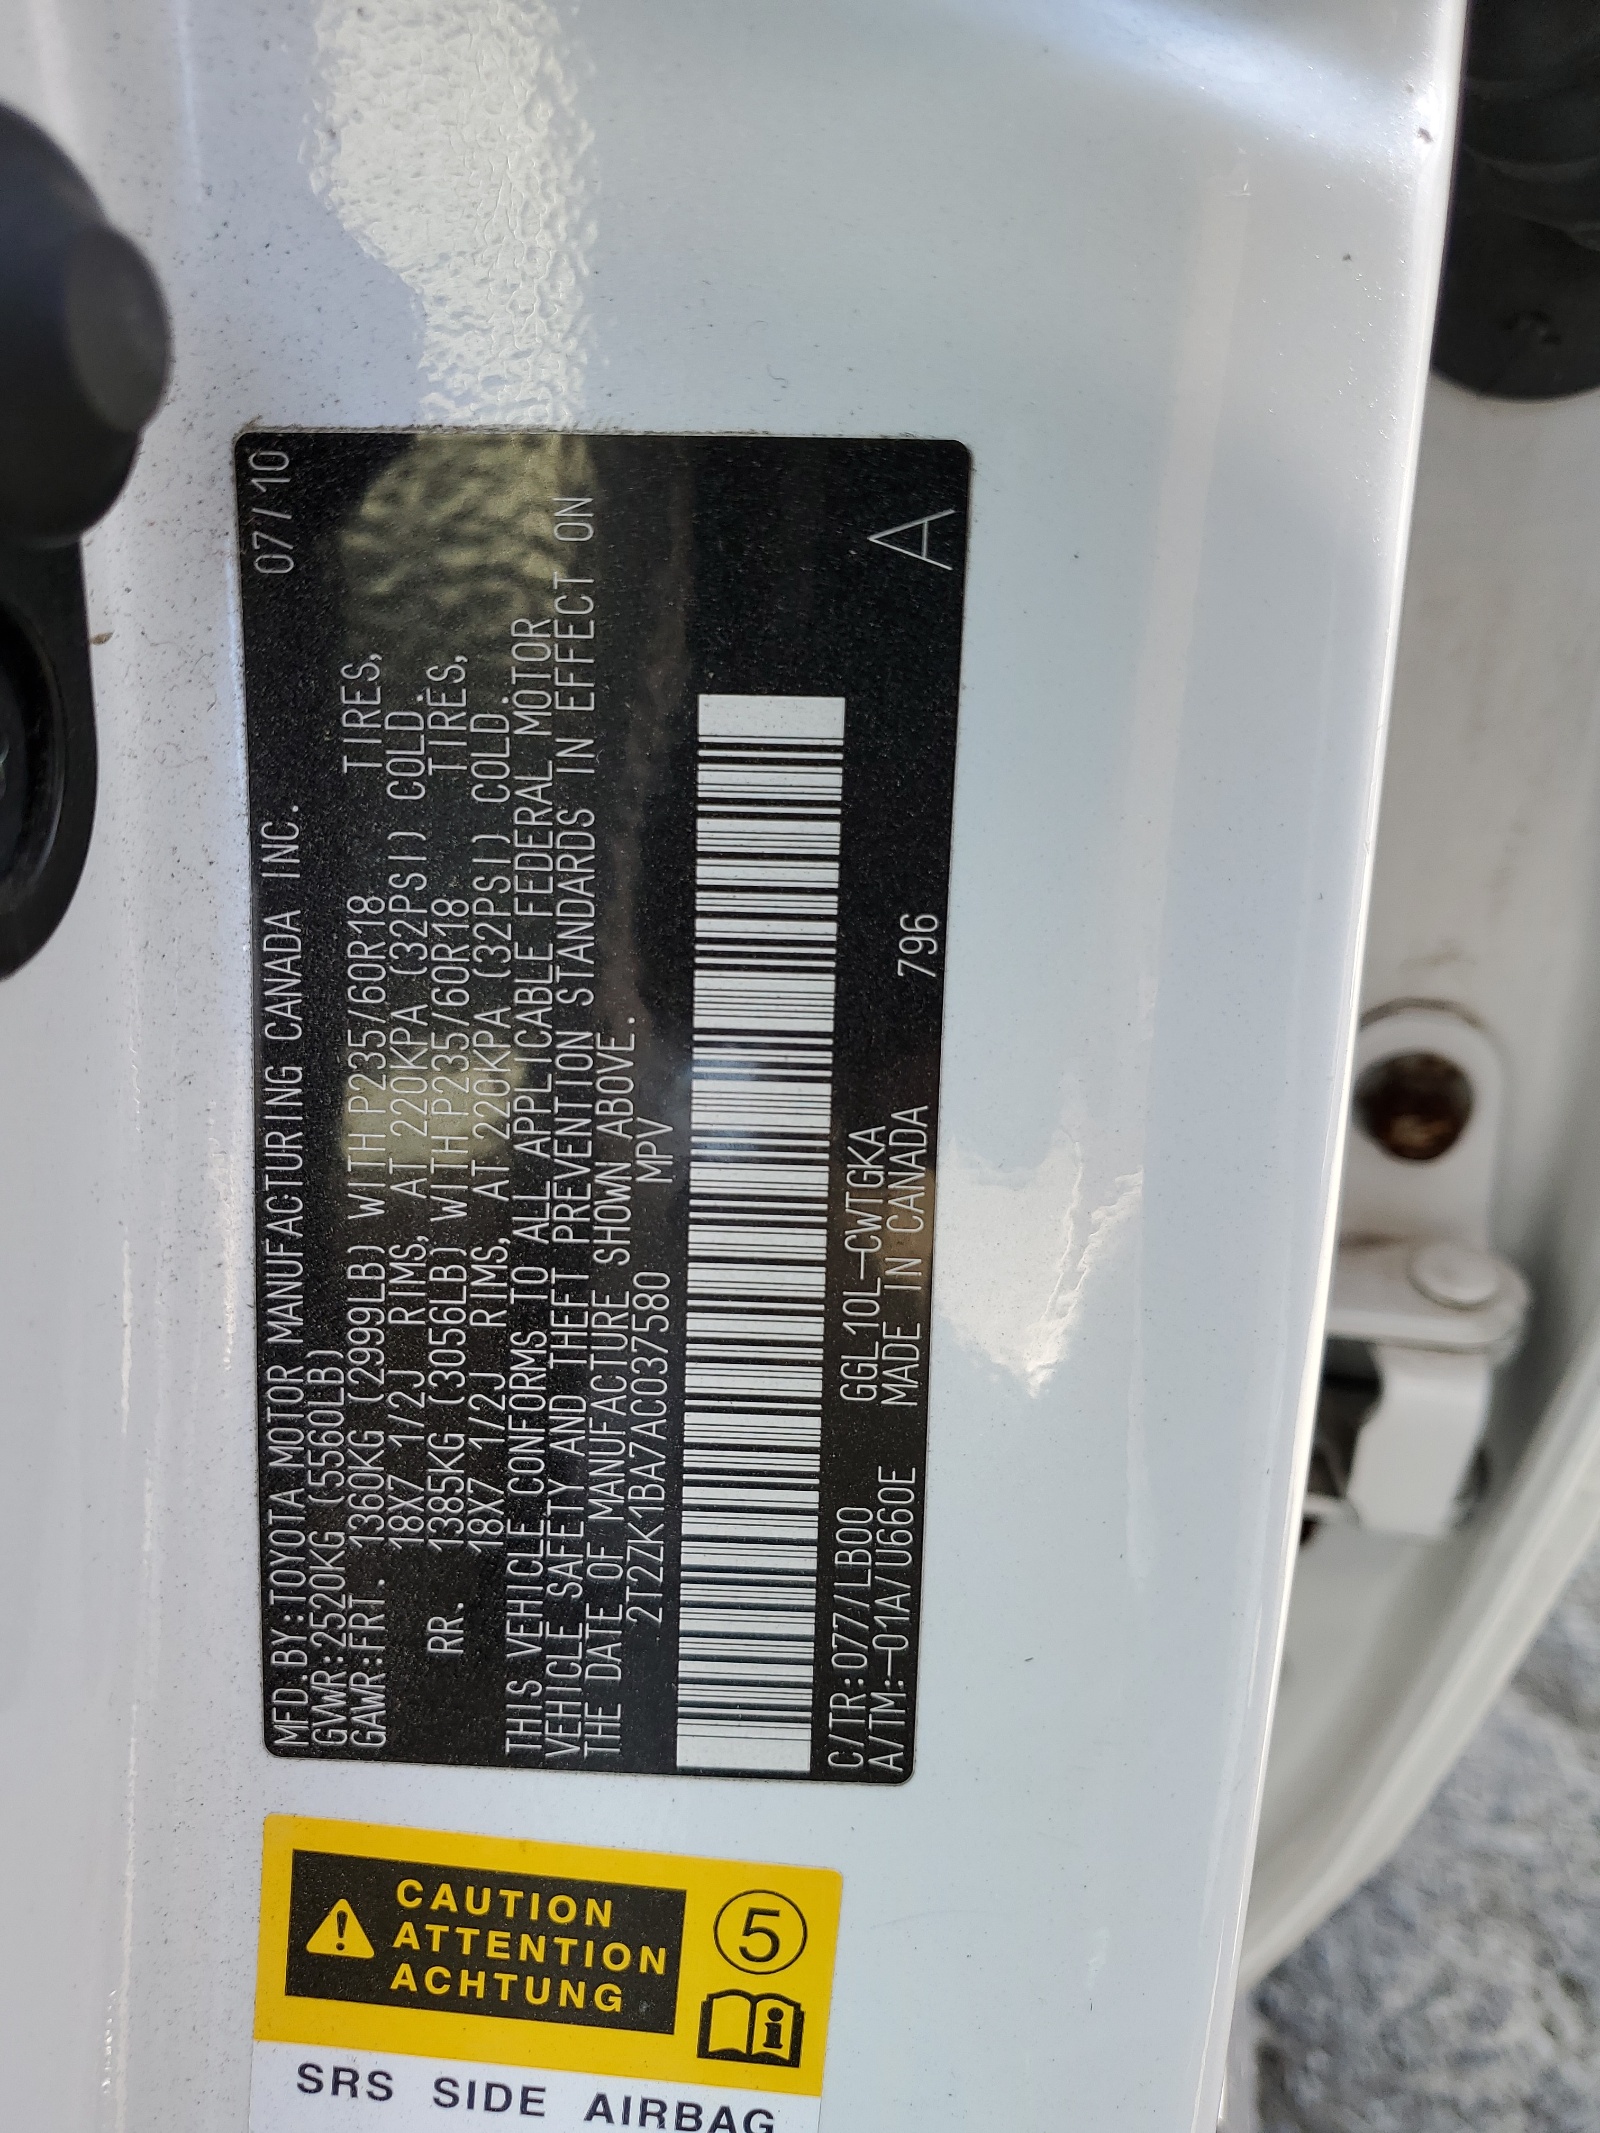 MFD.BY:TOYOTA MOTOR MANUFACTURING CANADA INC. 07/10
GVWR:2520KG (5560LB)
GAWR:FRT. 1360KG (2999LB) WITH P235/60R18 TIRES,
18X7 1/2J RIMS, AT 220KPA (32PSI) COLD.
RR. 1385KG (3056LB) WITH P235/60R18 TIRES,
18X7 1/2J RIMS, AT 220KPA (32PSI) COLD.
THIS VEHICLE CONFORMS TO ALL APPLICABLE FEDERAL MOTOR
VEHICLE SAFETY AND THEFT PREVENTION STANDARDS IN EFFECT ON
THE DATE OF MANUFACTURE SHOWN ABOVE.
2T2ZK1BA7AC037580 MPV
C/TR:077/LB00 GGL10L-CWTGKA
A/TM:-01A/U660E MADE IN CANADA 796
A
CAUTION
ATTENTION
ACHTUNG
5
i
SRS SIDE AIRBAG